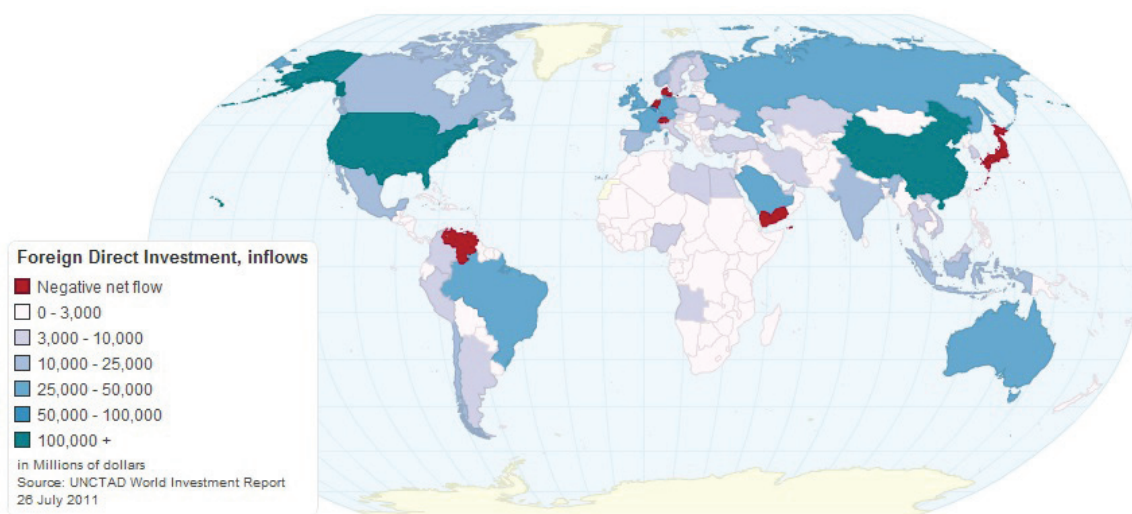 Foreign Direct Investment, inflows
Negative net flow
0 - 3,000
3,000 - 10,000
10,000 - 25,000
25,000 - 50,000
50,000 - 100,000
100,000 +
in Millions of dollars
Source: UNCTAD World Investment Report
26 July 2011